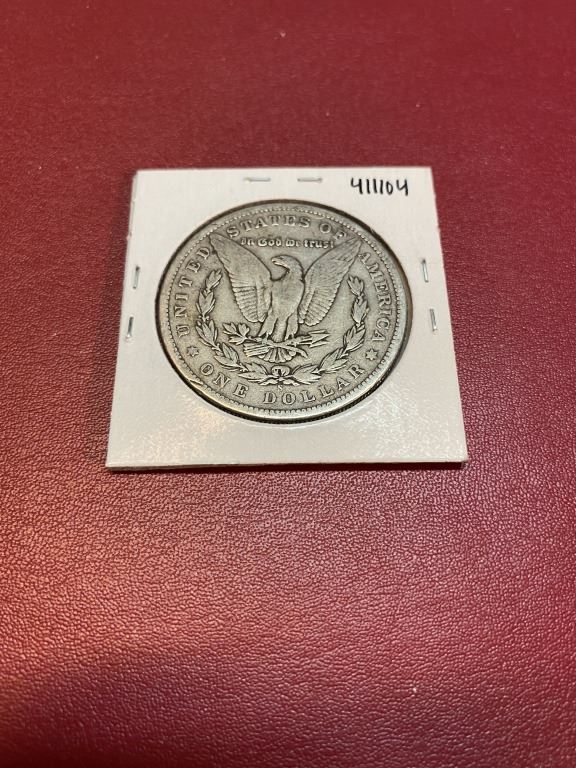 411104
UNITED STATES OF AMERICA
In God we trust
S
ONE DOLLAR